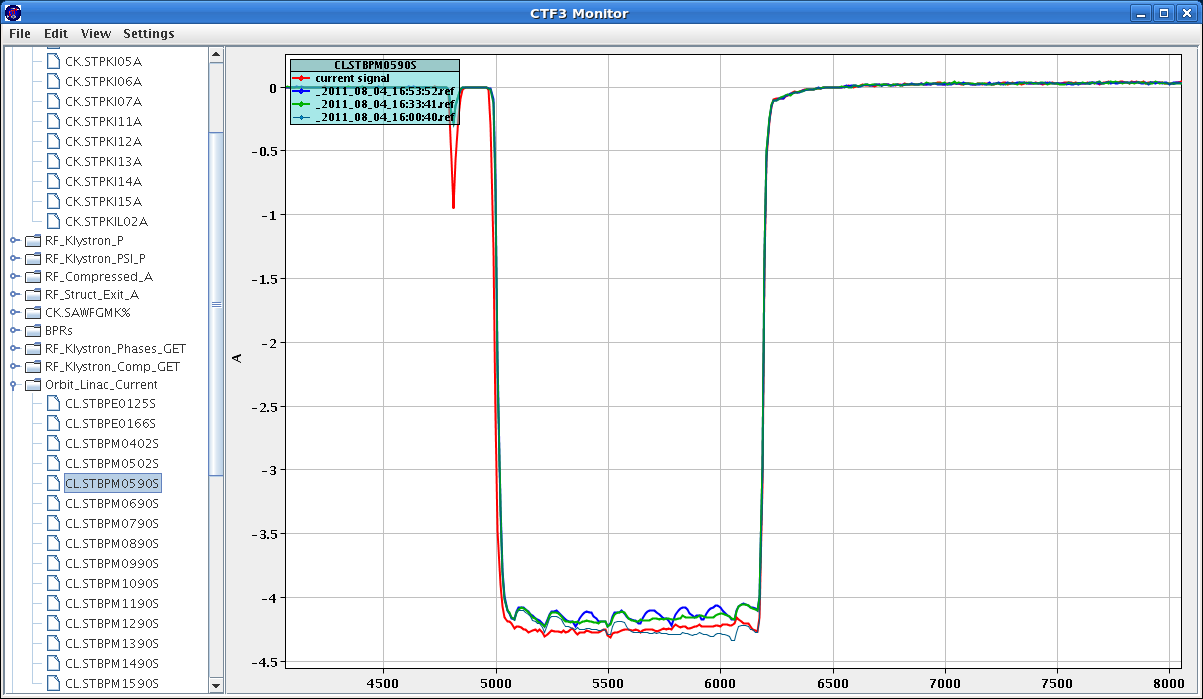 CTF3 Monitor
File Edit View Settings
CK.STPKI05A
CK.STPKI06A
CK.STPKI07A
CK.STPKI11A
CK.STPKI12A
CK.STPKI13A
CK.STPKI14A
CK.STPKI15A
CK.STPKIL02A
RF_Klystron_P
RF_Klystron_PSI_P
RF_Compressed_A
RF_Struct_Exit_A
CK.SAWFGMK%
BPRs
RF_Klystron_Phases_GET
RF_Klystron_Comp_GET
Orbit_Linac_Current
CL.STBPE0125S
CL.STBPE0166S
CL.STBPM0402S
CL.STBPM0502S
CL.STBPM0590S
CL.STBPM0690S
CL.STBPM0790S
CL.STBPM0890S
CL.STBPM0990S
CL.STBPM1090S
CL.STBPM1190S
CL.STBPM1290S
CL.STBPM1390S
CL.STBPM1490S
CL.STBPM1590S
CL.STBPM0590S
current signal
_2011_08_04_16:53:52.ref
_2011_08_04_16:33:41.ref
_2011_08_04_16:00:40.ref
0
-0.5
-1
-1.5
-2
-2.5
-3
-3.5
-4
-4.5
A
4500 5000 5500 6000 6500 7000 7500 8000